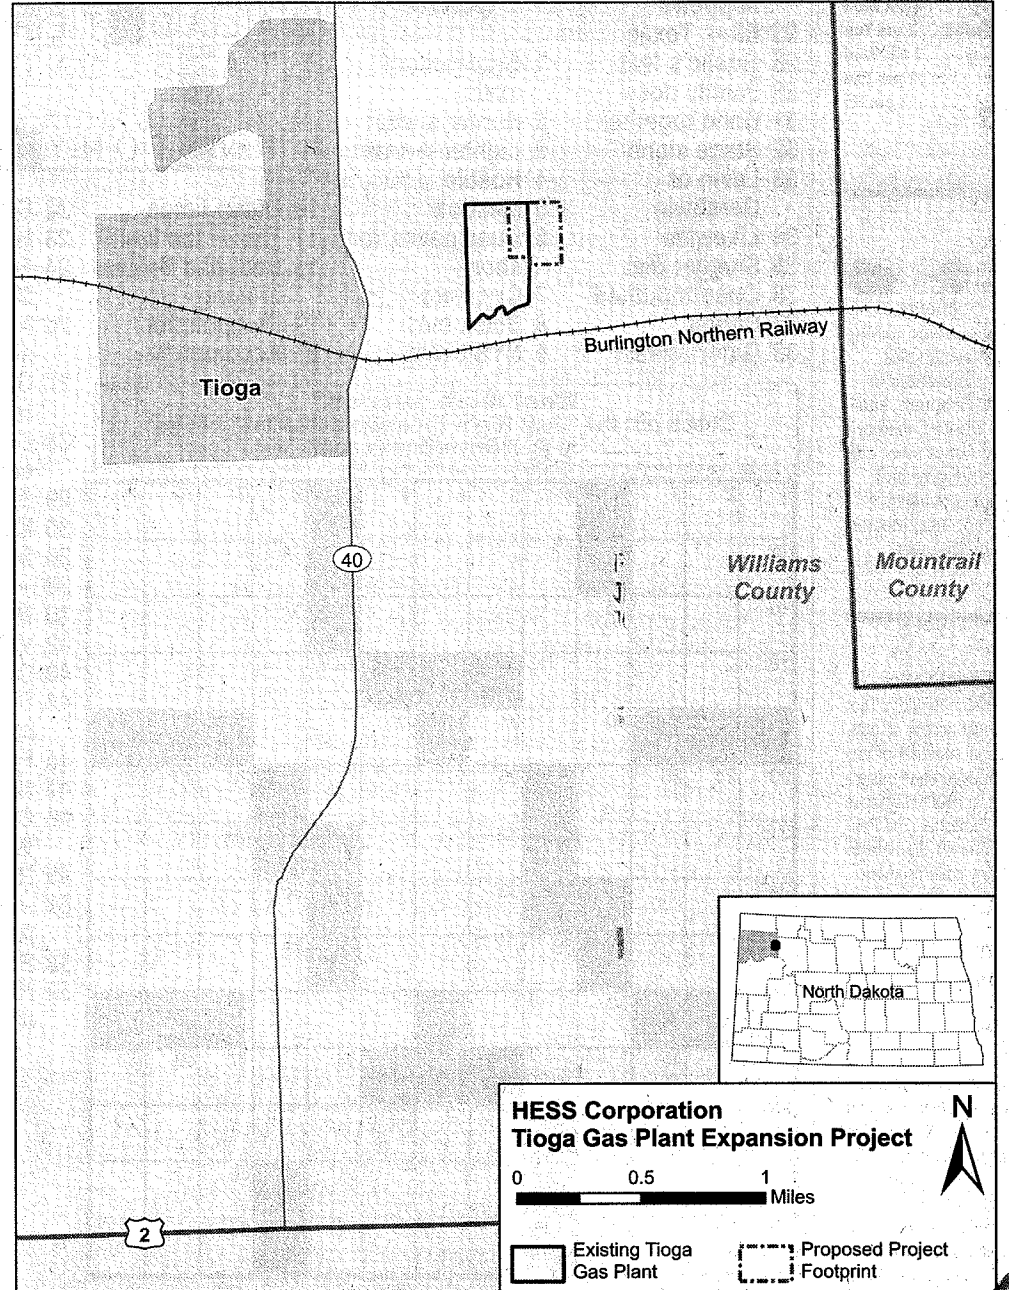 Burlington Northern Railway
Tioga
40
Williams
County
Mountrail
County
North Dakota
HESS Corporation
Tioga Gas Plant Expansion Project
N
0 0.5 1
Miles
2
Existing Tioga
Gas Plant
Proposed Project
Footprint